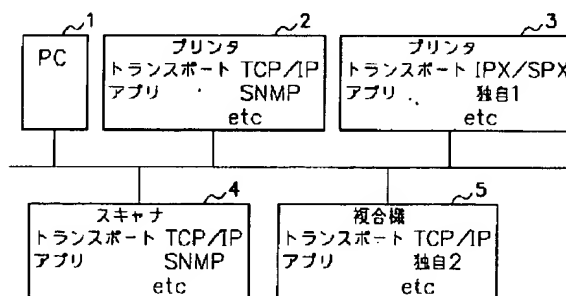 1
PC
2
プリンタ
トランスポート TCP/IP
アプリ SNMP
etc
3
プリンタ
トランスポート IPX/SPX
アプリ 独自1
etc
4
スキャナ
トランスポート TCP/IP
アプリ SNMP
etc
5
複合機
トランスポート TCP/IP
アプリ 独自2
etc